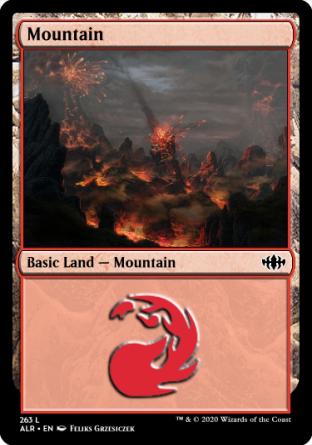 Mountain
Basic Land — Mountain
263 L
ALR • EN Feliks Grzesiczek
™ & © 2020 Wizards of the Coast